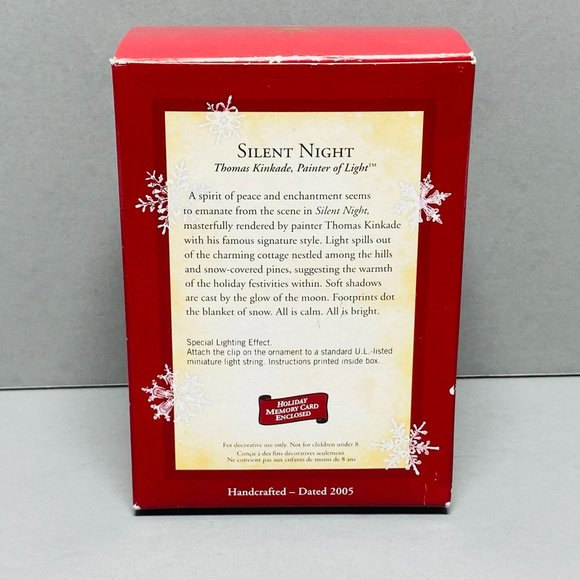 SILENT NIGHT
Thomas Kinkade, Painter of Light™
A spirit of peace and enchantment seems
to emanate from the scene in Silent Night,
masterfully rendered by painter Thomas Kinkade
with his famous signature style. Light spills out
of the charming cottage nestled among the hills
and snow-covered pines, suggesting the warmth
of the holiday festivities within. Soft shadows
are cast by the glow of the moon. Footprints dot
the blanket of snow. All is calm. All is bright.
Special Lighting Effect.
Attach the clip on the ornament to a standard U.L.-listed
miniature light string. Instructions printed inside box.
HOLIDAY
MEMORY CARD
ENCLOSED
For decorative use only. Not for children under 8.
Conçu à des fins décoratives seulement.
Ne convient pas aux enfants de moins de 8 ans.
Handcrafted – Dated 2005